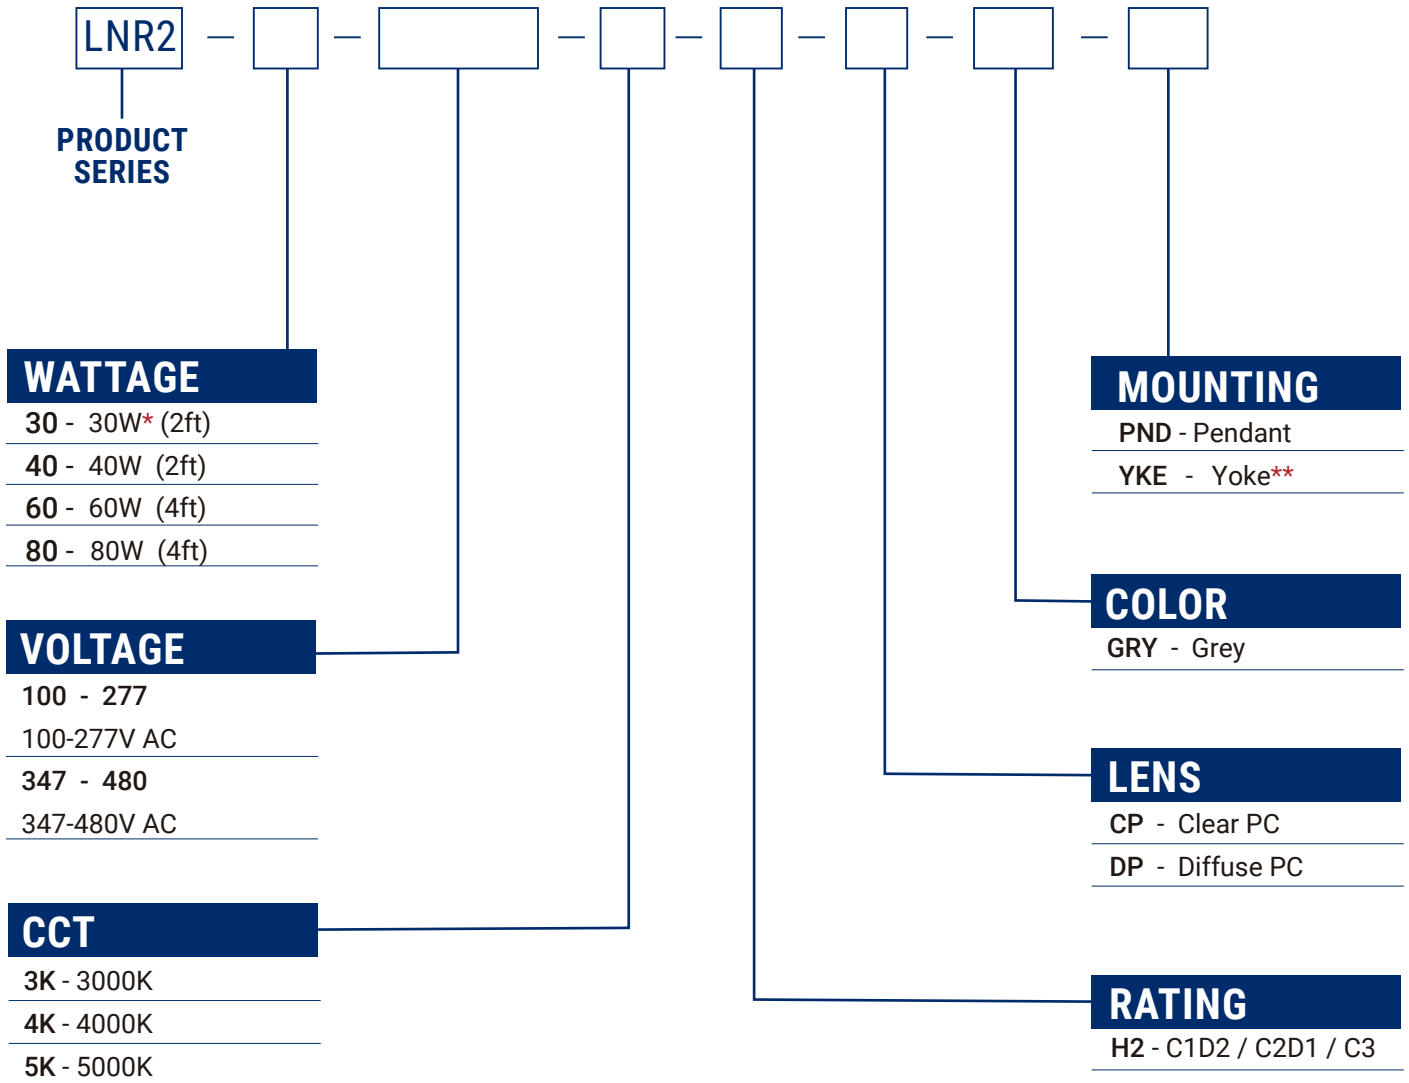 LNR2 — — — — — — —
PRODUCT
SERIES
WATTAGE
30 - 30W* (2ft)
40 - 40W (2ft)
60 - 60W (4ft)
80 - 80W (4ft)
VOLTAGE
100 - 277
100-277V AC
347 - 480
347-480V AC
CCT
3K - 3000K
4K - 4000K
5K - 5000K
MOUNTING
PND - Pendant
YKE - Yoke**
COLOR
GRY - Grey
LENS
CP - Clear PC
DP - Diffuse PC
RATING
H2 - C1D2 / C2D1 / C3